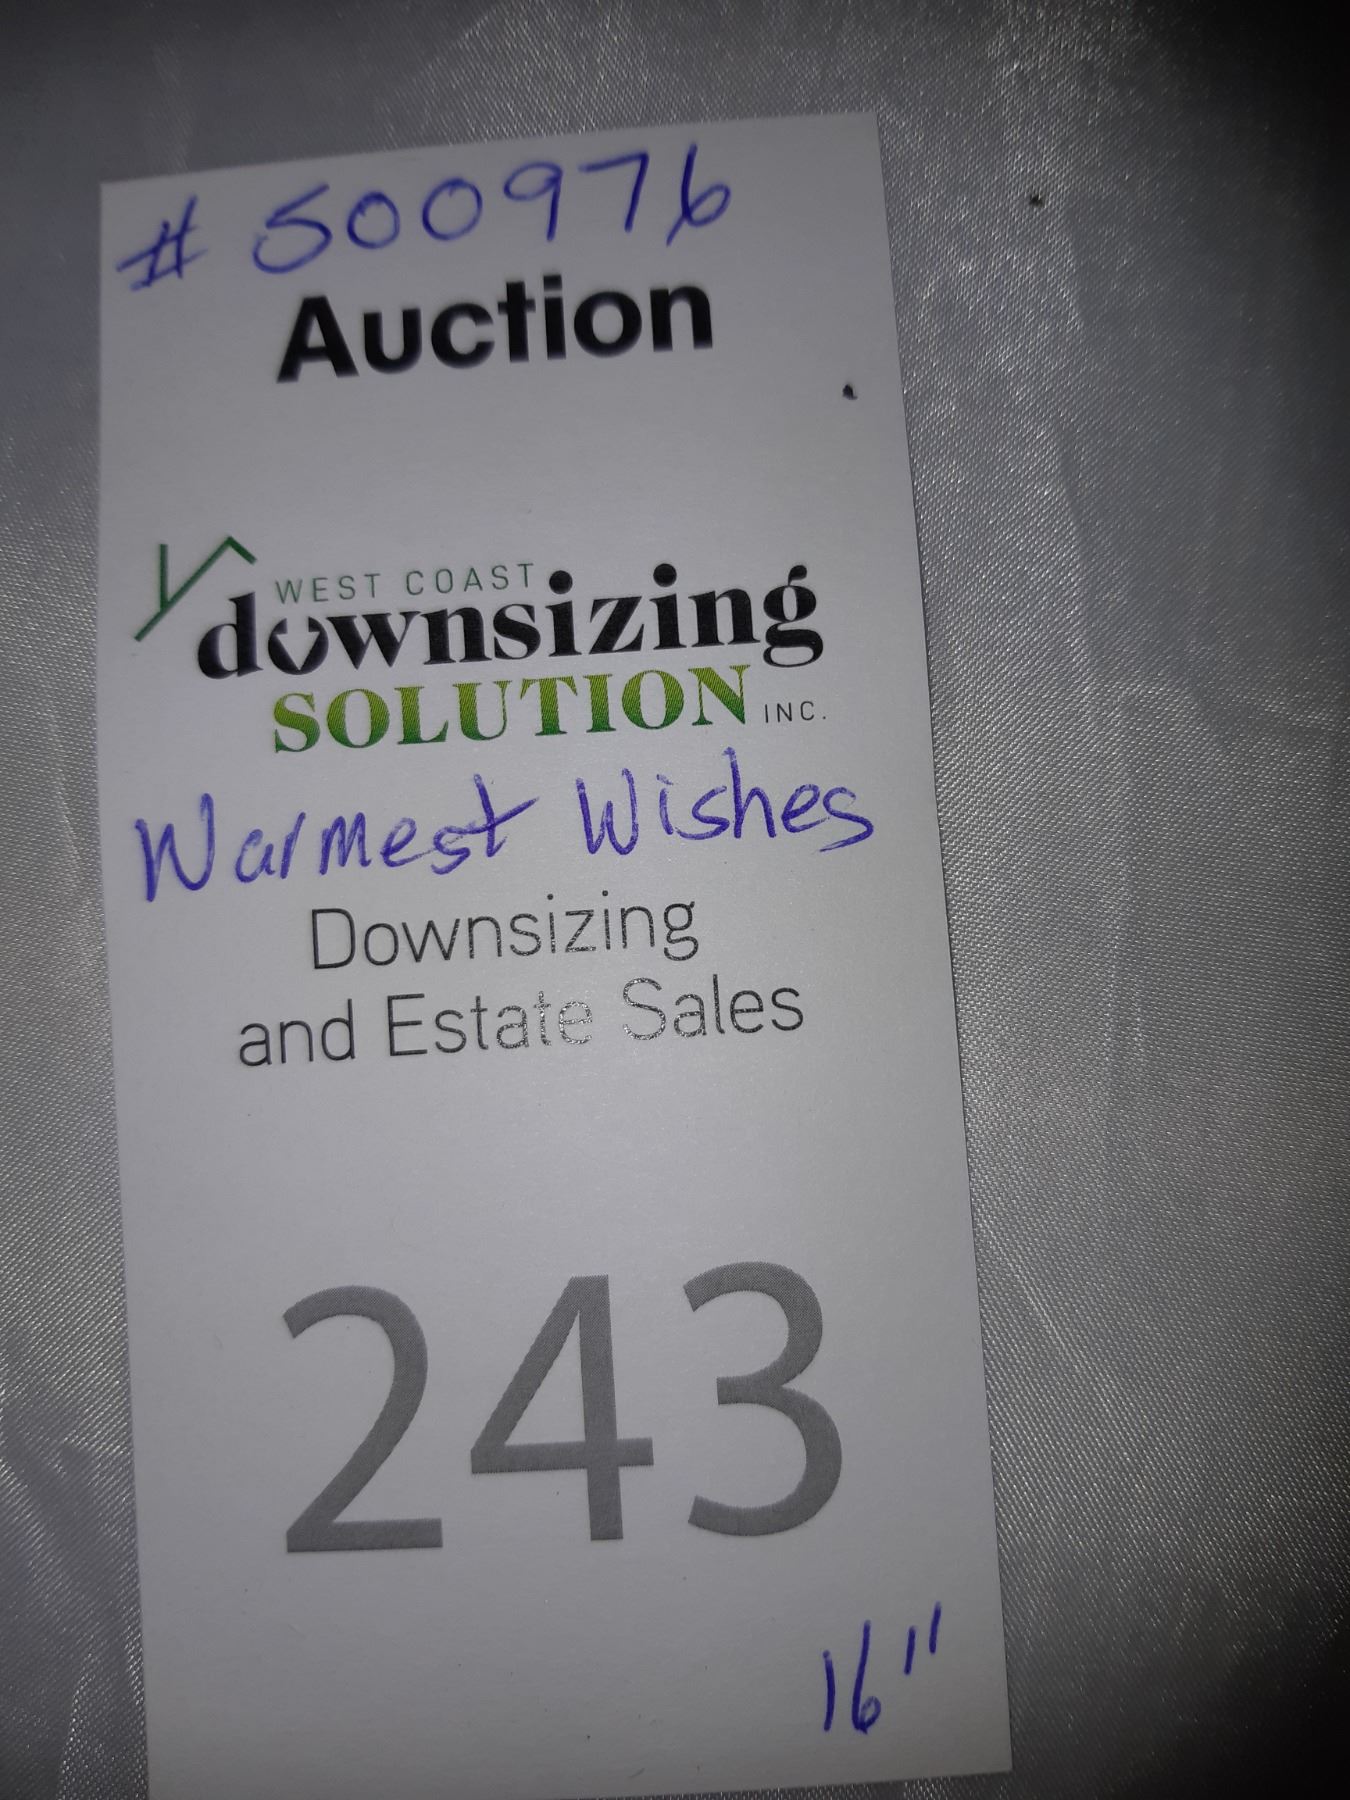 # 500976
Auction
WEST COAST
downsizing
SOLUTION INC.
Warmest Wishes
Downsizing
and Estate Sales
243
16"